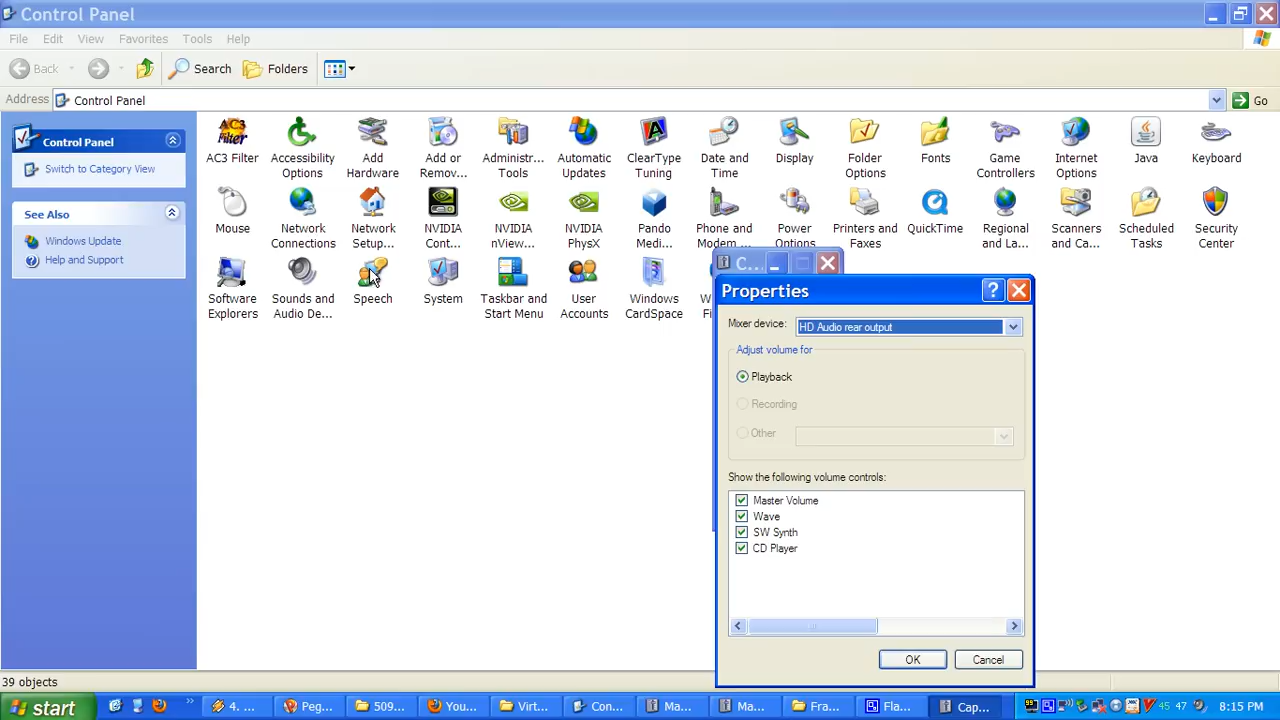 Control Panel
File Edit View Favorites Tools Help
Back Search Folders
Address Control Panel Go
Control Panel
Switch to Category View
See Also
Windows Update
Help and Support
AC3 Filter Accessibility Options Add Hardware Add or Remov... Administr... Tools Automatic Updates ClearType Tuning Date and Time Display Folder Options Fonts Game Controllers Internet Options Java Keyboard
Mouse Network Connections Network Setup... NVIDIA Cont... NVIDIA nView... NVIDIA PhysX Pando Medi... Phone and Modem ... Power Options Printers and Faxes QuickTime Regional and La... Scanners and Ca... Scheduled Tasks Security Center
Software Explorers Sounds and Audio De... Speech System Taskbar and Start Menu User Accounts Windows CardSpace
C...
Properties
Mixer device: HD Audio rear output
Adjust volume for
Playback
Recording
Other
Show the following volume controls:
Master Volume
Wave
SW Synth
CD Player
OK Cancel
39 objects
start 4. ... Peg... 509... You... Virt... Con... Ma... Ma... Fra... Fla... Cap... 99 45 47 8:15 PM